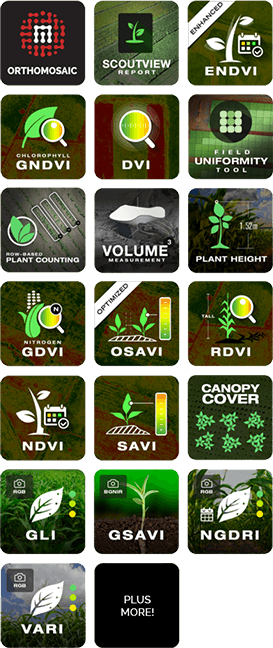 ORTHOMOSAIC
SCOUTVIEW
REPORT
ENHANCED
ENDVI
CHLOROPHYLL
GNDVI
DVI
FIELD
UNIFORMITY
TOOL
ROW-BASED
PLANT COUNTING
VOLUME3
MEASUREMENT
1.52m
PLANT HEIGHT
N
NITROGEN
GDVI
OPTIMIZED
OSAVI
TALL
RDVI
NDVI
SAVI
CANOPY
COVER
RGB
GLI
BGNIR
GSAVI
RGB
NGDRI
RGB
VARI
PLUS
MORE!